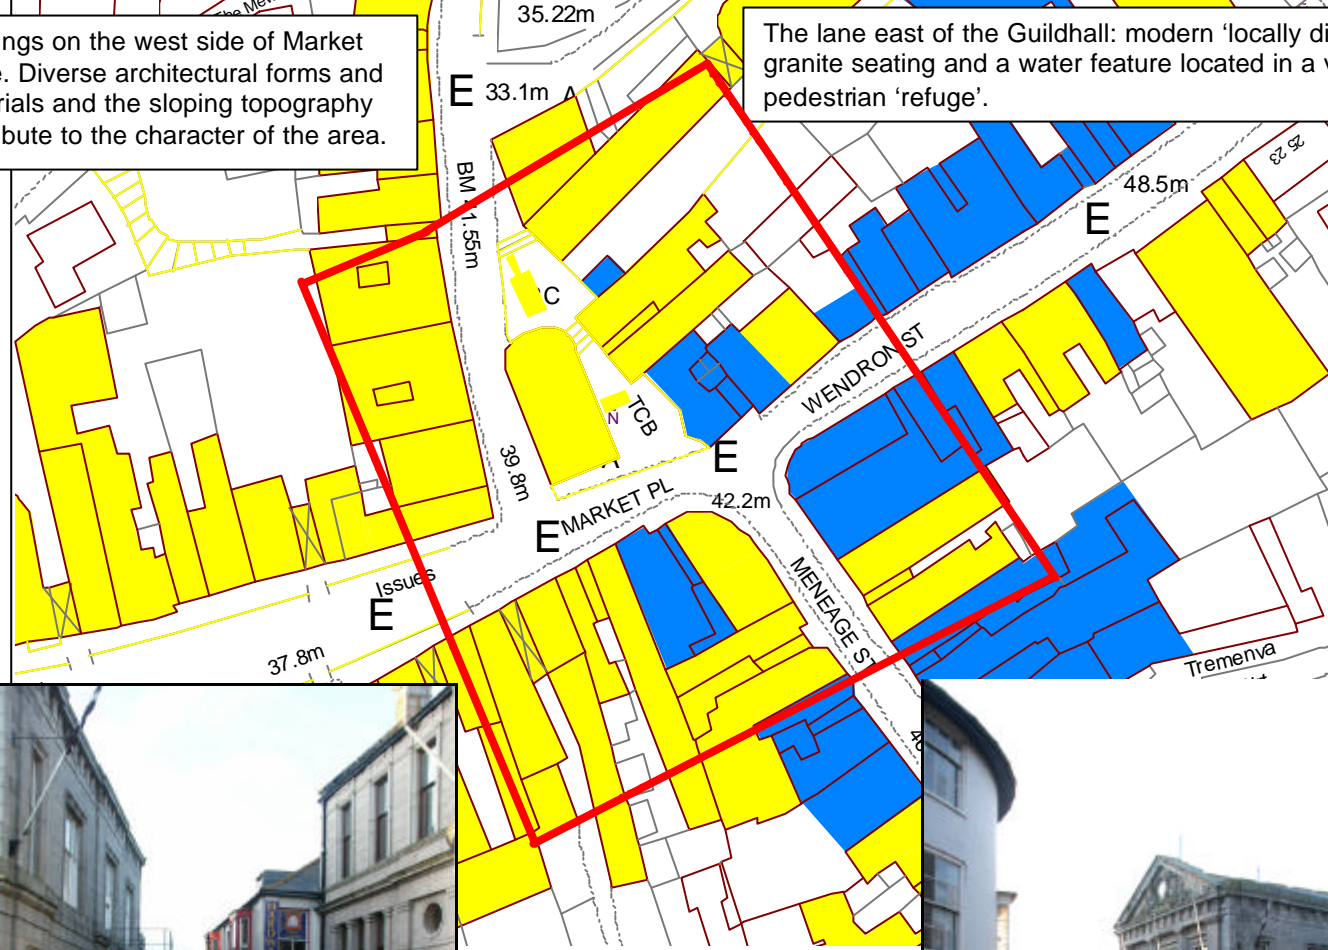 The Mew
35.22m
ngs on the west side of Market
e. Diverse architectural forms and
rials and the sloping topography
bute to the character of the area.
The lane east of the Guildhall: modern ‘locally di
granite seating and a water feature located in a v
pedestrian ‘refuge’.
E
33.1m
A
BM 1.55m
25 23
48.5m
E
C
WENDRON ST
TCB
N
E
39.8m
MARKET PL
42.2m
E
Issues
E
MENEAGE ST
37.8m
Tremenva